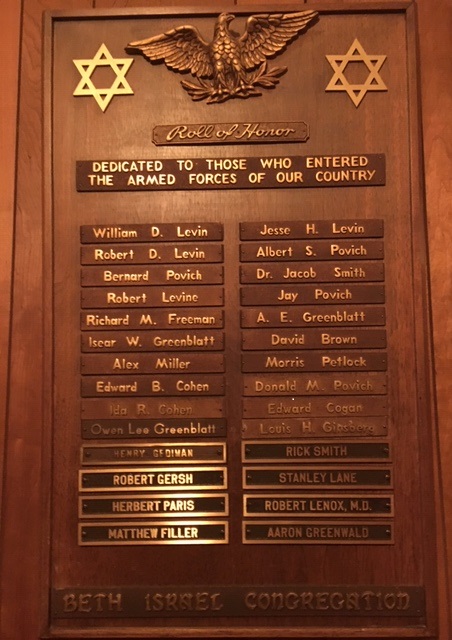 Roll of Honor
DEDICATED TO THOSE WHO ENTERED
THE ARMED FORCES OF OUR COUNTRY
William D. Levin
Robert D. Levin
Bernard Povich
Robert Levine
Richard M. Freeman
Isear W. Greenblatt
Alex Miller
Edward B. Cohen
Ida R. Cohen
Owen Lee Greenblatt
HENRY GEDIMAN
ROBERT GERSH
HERBERT PARIS
MATTHEW FILLER
Jesse H. Levin
Albert S. Povich
Dr. Jacob Smith
Jay Povich
A. E. Greenblatt
David Brown
Morris Petlock
Donald M. Povich
Edward Cogan
Louis H. Ginsberg
RICK SMITH
STANLEY LANE
ROBERT LENOX, M.D.
AARON GREENWALD
BETH ISRAEL CONGREGATION